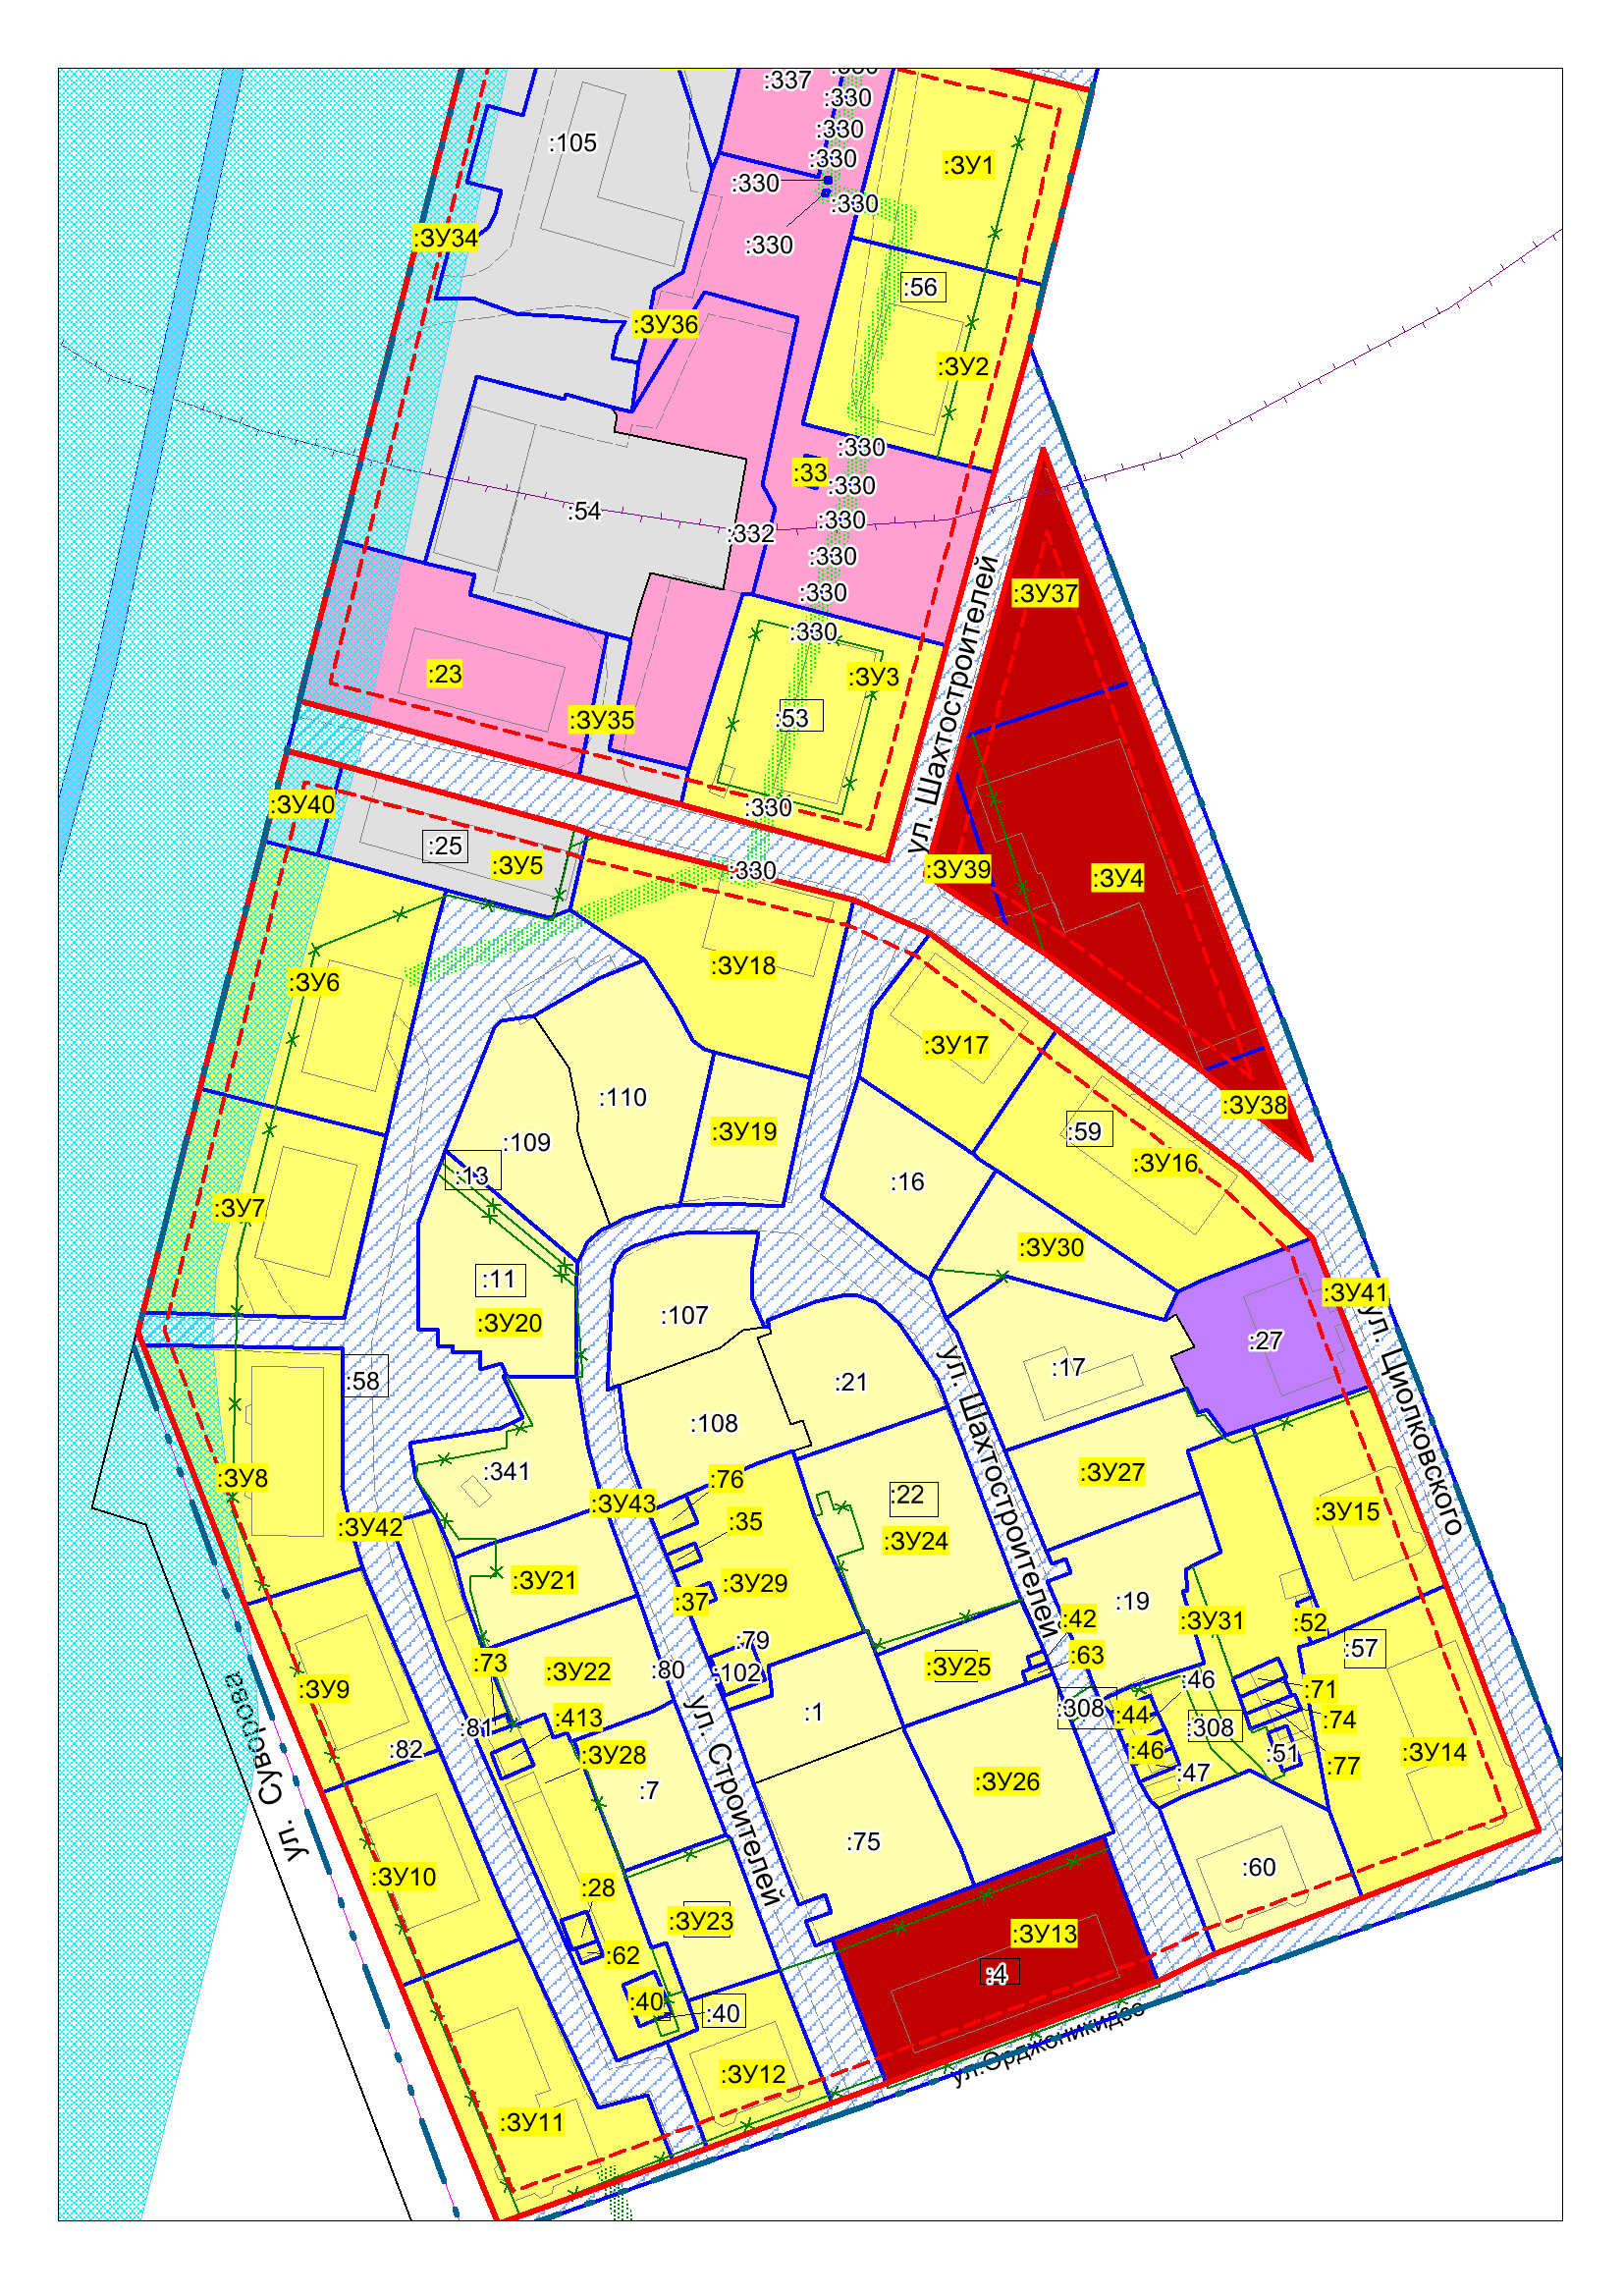 :330
:337
:330
:105
:330
:330
:ЗУ1
:330
:330
:ЗУ34
:330
:56
:ЗУ36
:ЗУ2
:330
:33
:330
:54
:330
:332
:330
:330
:ЗУ37
:330
:23
:ЗУ3
:53
:ЗУ35
ул. Шахтостроителей
:ЗУ40
:330
:25
:ЗУ5
:330
:ЗУ39
:ЗУ4
:ЗУ6
:ЗУ18
:ЗУ17
:110
:ЗУ38
:109
:ЗУ19
:59
:ЗУ16
:13
:16
:ЗУ7
:ЗУ30
:11
:ЗУ20
:107
:ЗУ41
:27
:17
:58
:21
ул. Циолковского
:108
ул. Шахтостроителей
:341
:76
:ЗУ27
:ЗУ8
:22
:ЗУ43
:ЗУ42
:35
:ЗУ15
:ЗУ24
:ЗУ21
:ЗУ29
:37
:19
:42
:ЗУ31
:52
:79
:57
:73
:ЗУ22
:80
:102
:ЗУ25
:63
:46
:ЗУ9
:71
:81
:413
:1
:308
:44
:308
:74
:82
:ЗУ28
:46
:51
:ЗУ14
:77
:7
:ЗУ26
:47
ул. Суворова
ул. Строителей
:75
:60
:ЗУ10
:28
:ЗУ23
:ЗУ13
:62
:4
:40
:40
ул.Орджоникидзе
:ЗУ12
:ЗУ11